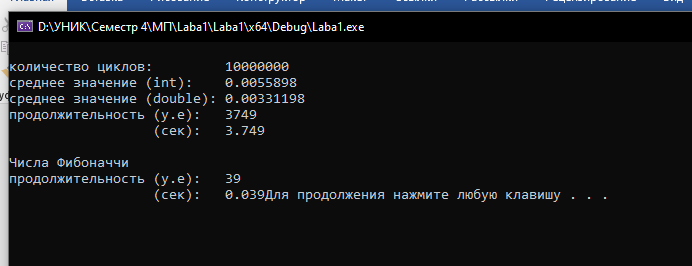 D:\УНИК\Семестр 4\МП\Laba1\Laba1\x64\Debug\Laba1.exe
количество циклов: 10000000
среднее значение (int): 0.0055898
среднее значение (double): 0.00331198
продолжительность (у.е): 3749
(сек): 3.749
Числа Фибоначчи
продолжительность (у.е): 39
(сек): 0.039Для продолжения нажмите любую клавишу . . .